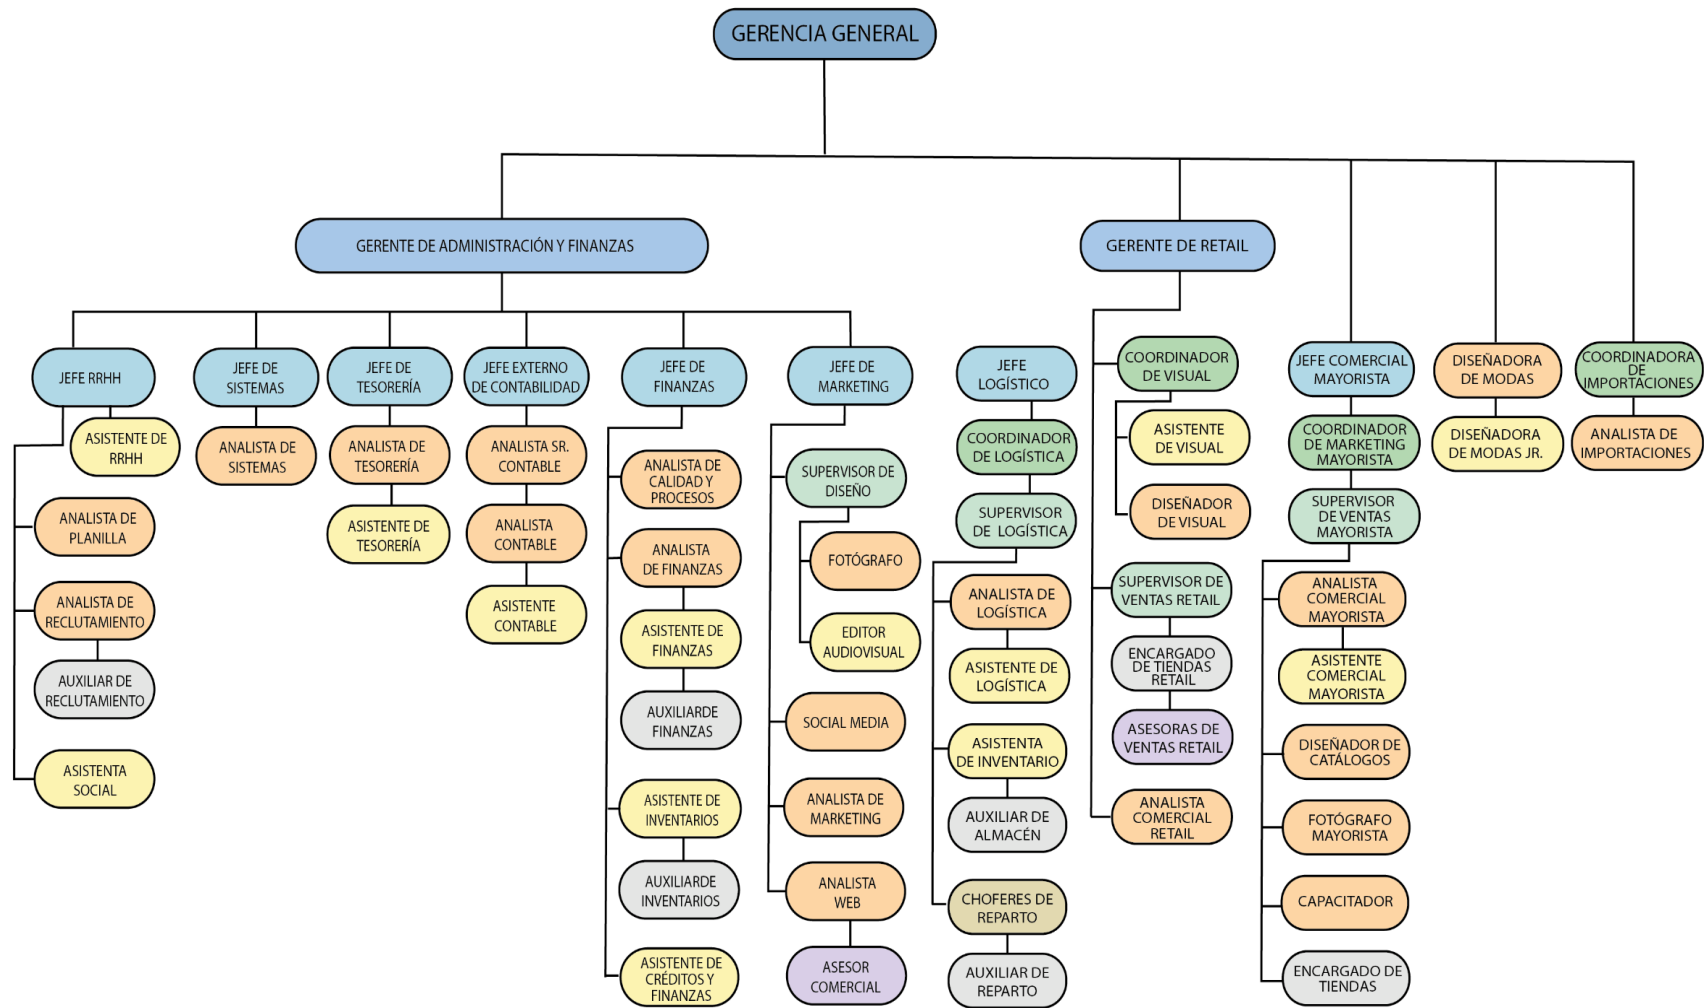 GERENCIA GENERAL
GERENTE DE ADMINISTRACIÓN Y FINANZAS
GERENTE DE RETAIL
JEFE RRHH
ASISTENTE DE
RRHH
ANALISTA DE
PLANILLA
ANALISTA DE
RECLUTAMIENTO
AUXILIAR DE
RECLUTAMIENTO
ASISTENTA
SOCIAL
JEFE DE
SISTEMAS
ANALISTA DE
SISTEMAS
JEFE DE
TESORERÍA
ANALISTA DE
TESORERÍA
ASISTENTE DE
TESORERÍA
JEFE EXTERNO
DE CONTABILIDAD
ANALISTA SR.
CONTABLE
ANALISTA
CONTABLE
ASISTENTE
CONTABLE
JEFE DE
FINANZAS
ANALISTA DE
CALIDAD Y
PROCESOS
ANALISTA
DE FINANZAS
ASISTENTE DE
FINANZAS
AUXILIARDE
FINANZAS
ASISTENTE DE
INVENTARIOS
AUXILIARDE
INVENTARIOS
ASISTENTE DE
CRÉDITOS Y
FINANZAS
JEFE DE
MARKETING
SUPERVISOR DE
DISEÑO
FOTÓGRAFO
EDITOR
AUDIOVISUAL
SOCIAL MEDIA
ANALISTA DE
MARKETING
ANALISTA
WEB
ASESOR
COMERCIAL
JEFE
LOGÍSTICO
COORDINADOR
DE LOGÍSTICA
SUPERVISOR
DE LOGÍSTICA
ANALISTA DE
LOGÍSTICA
ASISTENTE DE
LOGÍSTICA
ASISTENTA
DE INVENTARIO
AUXILIAR DE
ALMACÉN
CHOFERES DE
REPARTO
AUXILIAR DE
REPARTO
COORDINADOR
DE VISUAL
ASISTENTE
DE VISUAL
DISEÑADOR
DE VISUAL
SUPERVISOR DE
VENTAS RETAIL
ENCARGADO
DE TIENDAS
RETAIL
ASESORAS DE
VENTAS RETAIL
ANALISTA
COMERCIAL
RETAIL
JEFE COMERCIAL
MAYORISTA
COORDINADOR
DE MARKETING
MAYORISTA
SUPERVISOR
DE VENTAS
MAYORISTA
ANALISTA
COMERCIAL
MAYORISTA
ASISTENTE
COMERCIAL
MAYORISTA
DISEÑADOR DE
CATÁLOGOS
FOTÓGRAFO
MAYORISTA
CAPACITADOR
ENCARGADO DE
TIENDAS
DISEÑADORA
DE MODAS
DISEÑADORA
DE MODAS JR.
COORDINADORA
DE
IMPORTACIONES
ANALISTA DE
IMPORTACIONES